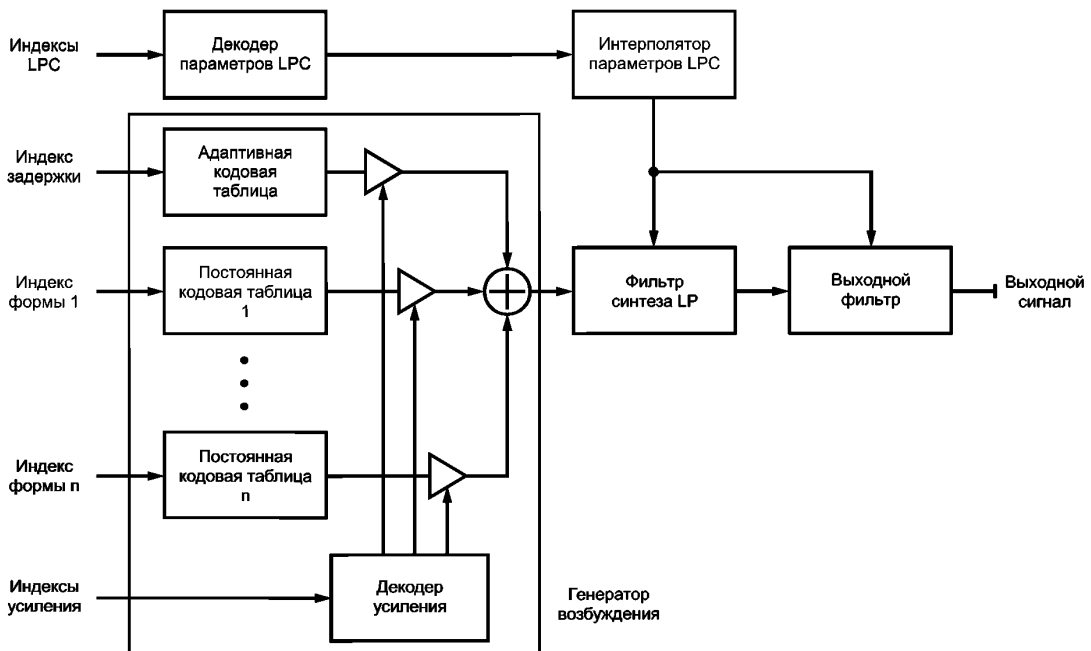 Индексы
LPC
Декодер
параметров LPC
Интерполятор
параметров LPC
Индекс
задержки
Адаптивная
кодовая
таблица
Индекс
формы 1
Постоянная
кодовая таблица
1
Фильтр
синтеза LP
Выходной
фильтр
Выходной
сигнал
Индекс
формы n
Постоянная
кодовая таблица
n
Индексы
усиления
Декодер
усиления
Генератор
возбуждения